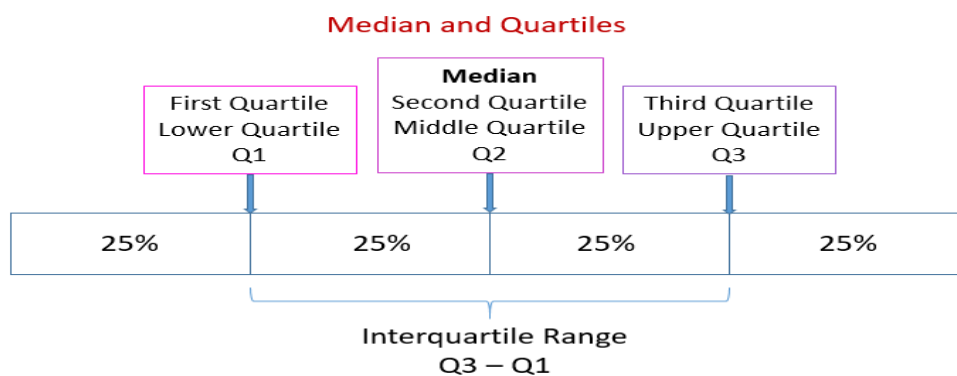 Median and Quartiles
First Quartile
Lower Quartile
Q1
Median
Second Quartile
Middle Quartile
Q2
Third Quartile
Upper Quartile
Q3
25%
25%
25%
25%
Interquartile Range
Q3 – Q1